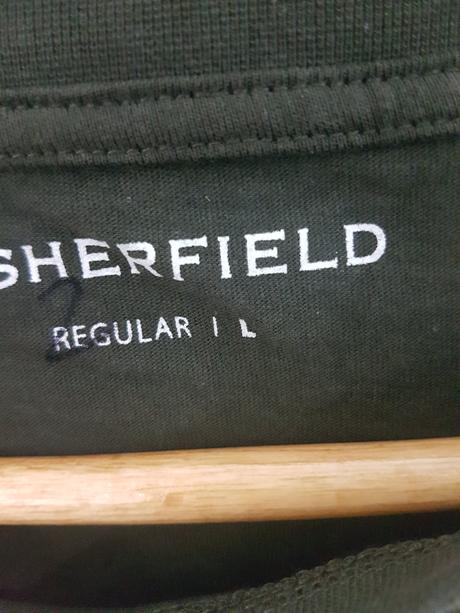 SHERFIELD
2
REGULAR | L